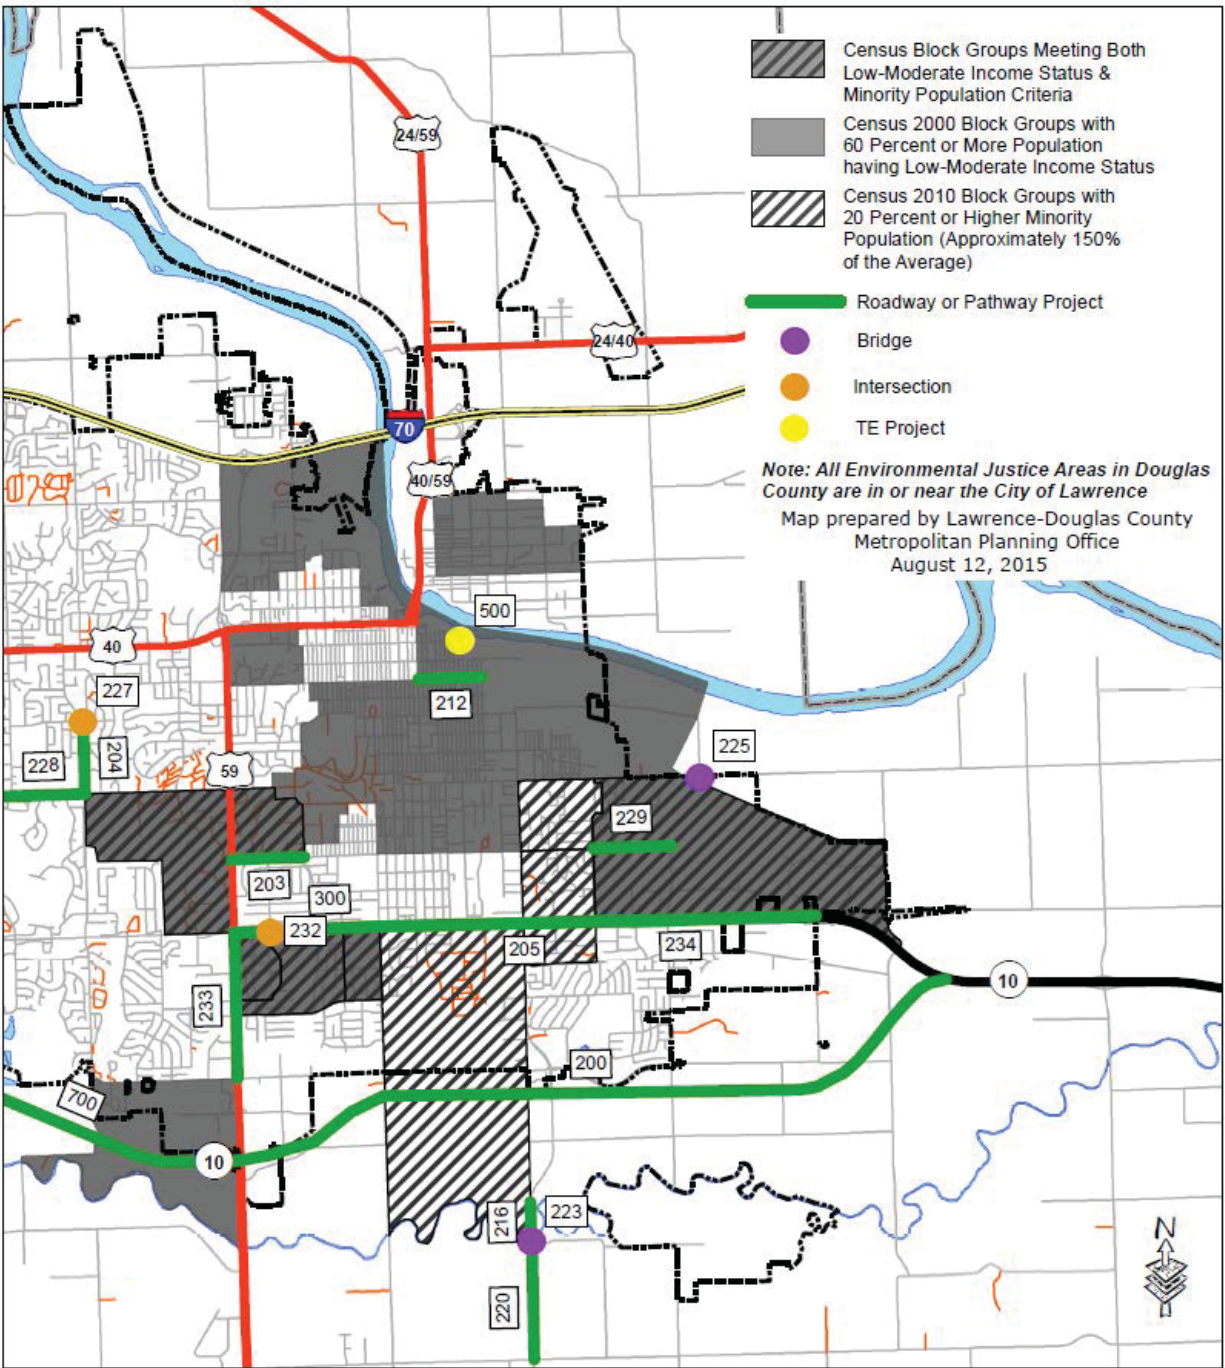 Census Block Groups Meeting Both
Low-Moderate Income Status &
Minority Population Criteria
Census 2000 Block Groups with
60 Percent or More Population
having Low-Moderate Income Status
Census 2010 Block Groups with
20 Percent or Higher Minority
Population (Approximately 150%
of the Average)
Roadway or Pathway Project
Bridge
Intersection
TE Project
Note: All Environmental Justice Areas in Douglas
County are in or near the City of Lawrence
Map prepared by Lawrence-Douglas County
Metropolitan Planning Office
August 12, 2015
24/59
24/40
70
40/59
500
40
227
212
228
204
59
225
229
203
300
232
205
234
10
233
200
700
10
216
223
220
N